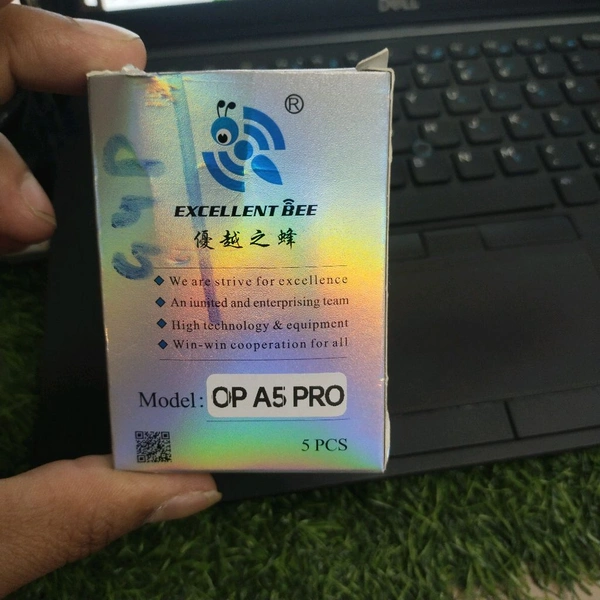 DELL
®
EXCELLENT BEE
優越之蜂
We are strive for excellence
An iunited and enterprising team
High technology & equipment
Win-win cooperation for all
Model: OP A5 PRO
5 PCS